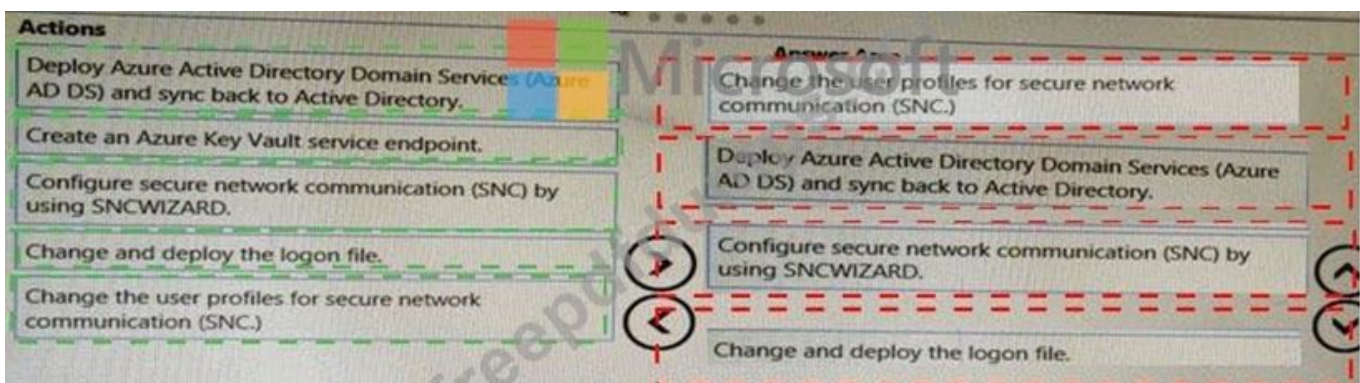 Actions
Deploy Azure Active Directory Domain Services (Azure
AD DS) and sync back to Active Directory.
Create an Azure Key Vault service endpoint.
Configure secure network communication (SNC) by
using SNCWIZARD.
Change and deploy the logon file.
Change the user profiles for secure network
communication (SNC.)
Microsoft
Answer Area
Change the user profiles for secure network
communication (SNC.)
Deploy Azure Active Directory Domain Services (Azure
AD DS) and sync back to Active Directory.
Configure secure network communication (SNC) by
using SNCWIZARD.
Change and deploy the logon file.